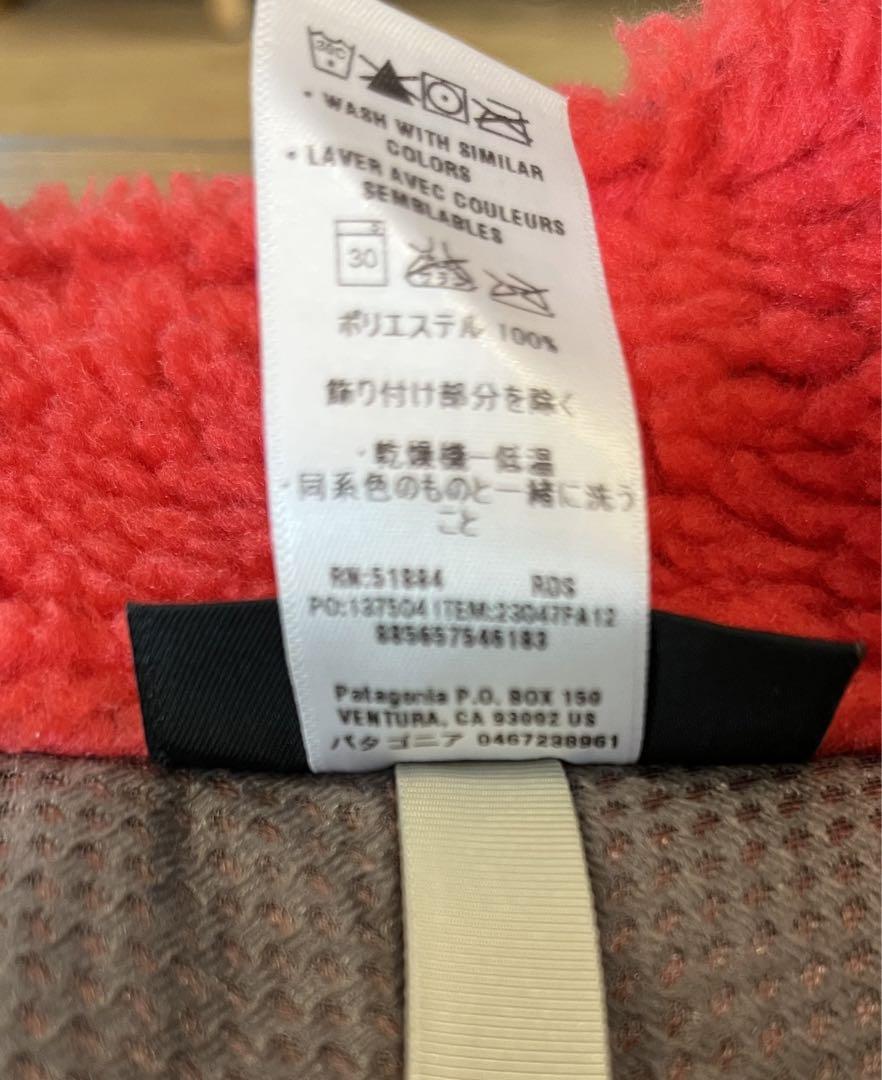 30C
• WASH WITH SIMILAR
COLORS
• LAVER AVEC COULEURS
SEMBLABLES
30
ポリエステル 100%
飾り付け部分を除く
・乾燥機一低温
・同系色のものと一緒に洗う
こと
RN:51884 RDS
PO:137504 ITEM:23047FA12
885657546183
Patagonia P.O. BOX 150
VENTURA, CA 93002 US
パタゴニア 0467238961